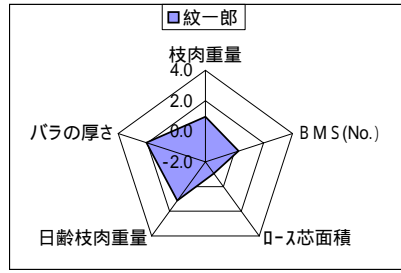 紋一郎
枝肉重量
4.0
2.0
0.0
-2.0
バラの厚さ
ＢＭＳ(No.)
日齢枝肉重量
ﾛｰｽ芯面積